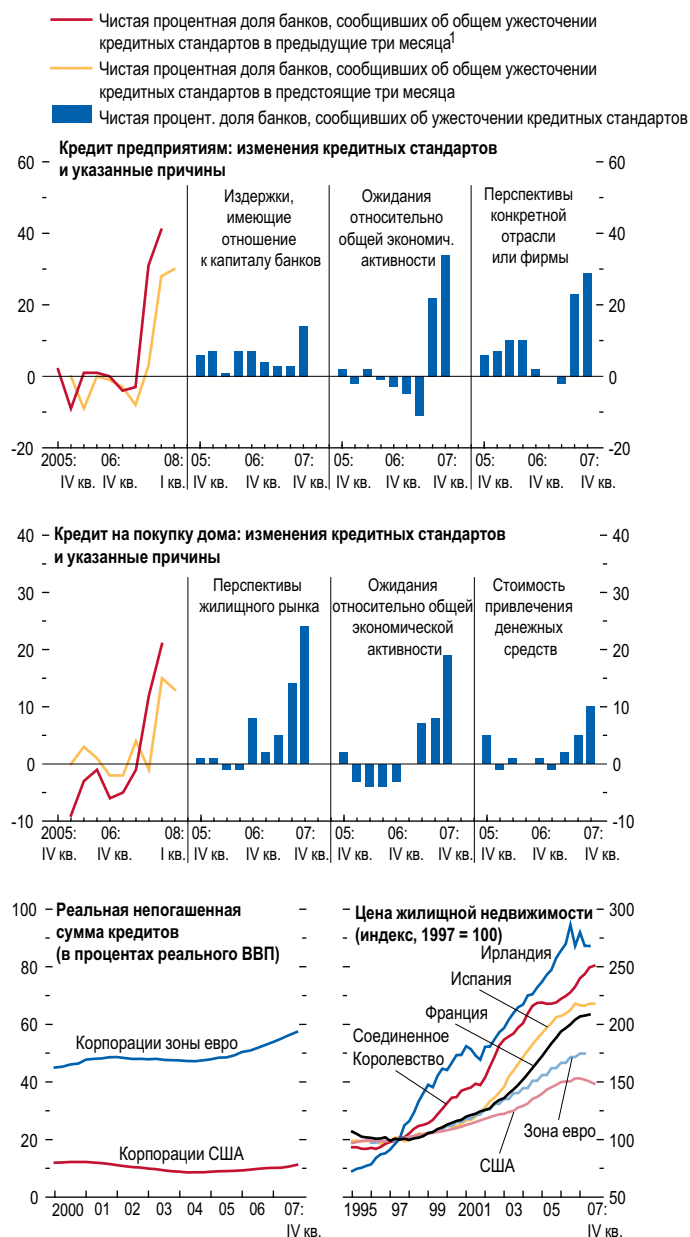 Чистая процентная доля банков, сообщивших об общем ужесточении
кредитных стандартов в предыдущие три месяца1
Чистая процентная доля банков, сообщивших об общем ужесточении
кредитных стандартов в предстоящие три месяца
Чистая процент. доля банков, сообщивших об ужесточении кредитных стандартов
Кредит предприятиям: изменения кредитных стандартов
и указанные причины
60
40
20
0
-20
Издержки,
имеющие
отношение
к капиталу банков
Ожидания
относительно
общей экономич.
активности
Перспективы
конкретной
отрасли
или фирмы
60
40
20
0
-20
2005:
IV кв.
06:
IV кв.
08:
I кв.
05:
IV кв.
06:
IV кв.
07:
IV кв.
05:
IV кв.
06:
IV кв.
07:
IV кв.
05:
IV кв.
06:
IV кв.
07:
IV кв.
Кредит на покупку дома: изменения кредитных стандартов
и указанные причины
40
30
20
10
0
-10
Перспективы
жилищного рынка
Ожидания
относительно общей
экономической
активности
Стоимость
привлечения
денежных
средств
40
30
20
10
0
-10
2005:
IV кв.
06:
IV кв.
08:
I кв.
05:
IV кв.
06:
IV кв.
07:
IV кв.
05:
IV кв.
06:
IV кв.
07:
IV кв.
05:
IV кв.
06:
IV кв.
07:
IV кв.
Реальная непогашенная
сумма кредитов
(в процентах реального ВВП)
100
80
60
40
20
0
Корпорации зоны евро
Корпорации США
2000 01 02 03 04 05 06 07:
IV кв.
Цена жилищной недвижимости
(индекс, 1997 = 100)
300
250
200
150
100
50
Ирландия
Испания
Франция
Соединенное
Королевство
Зона евро
США
1995 97 99 2001 03 05 07:
IV кв.